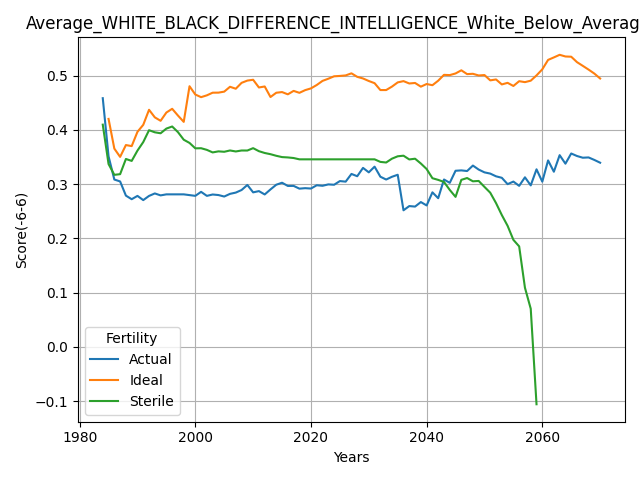 Average_WHITE_BLACK_DIFFERENCE_INTELLIGENCE_White_Below_Averag
Score(-6-6)
0.5
0.4
0.3
0.2
0.1
0.0
−0.1
Fertility
Actual
Ideal
Sterile
1980
2000
2020
2040
2060
Years